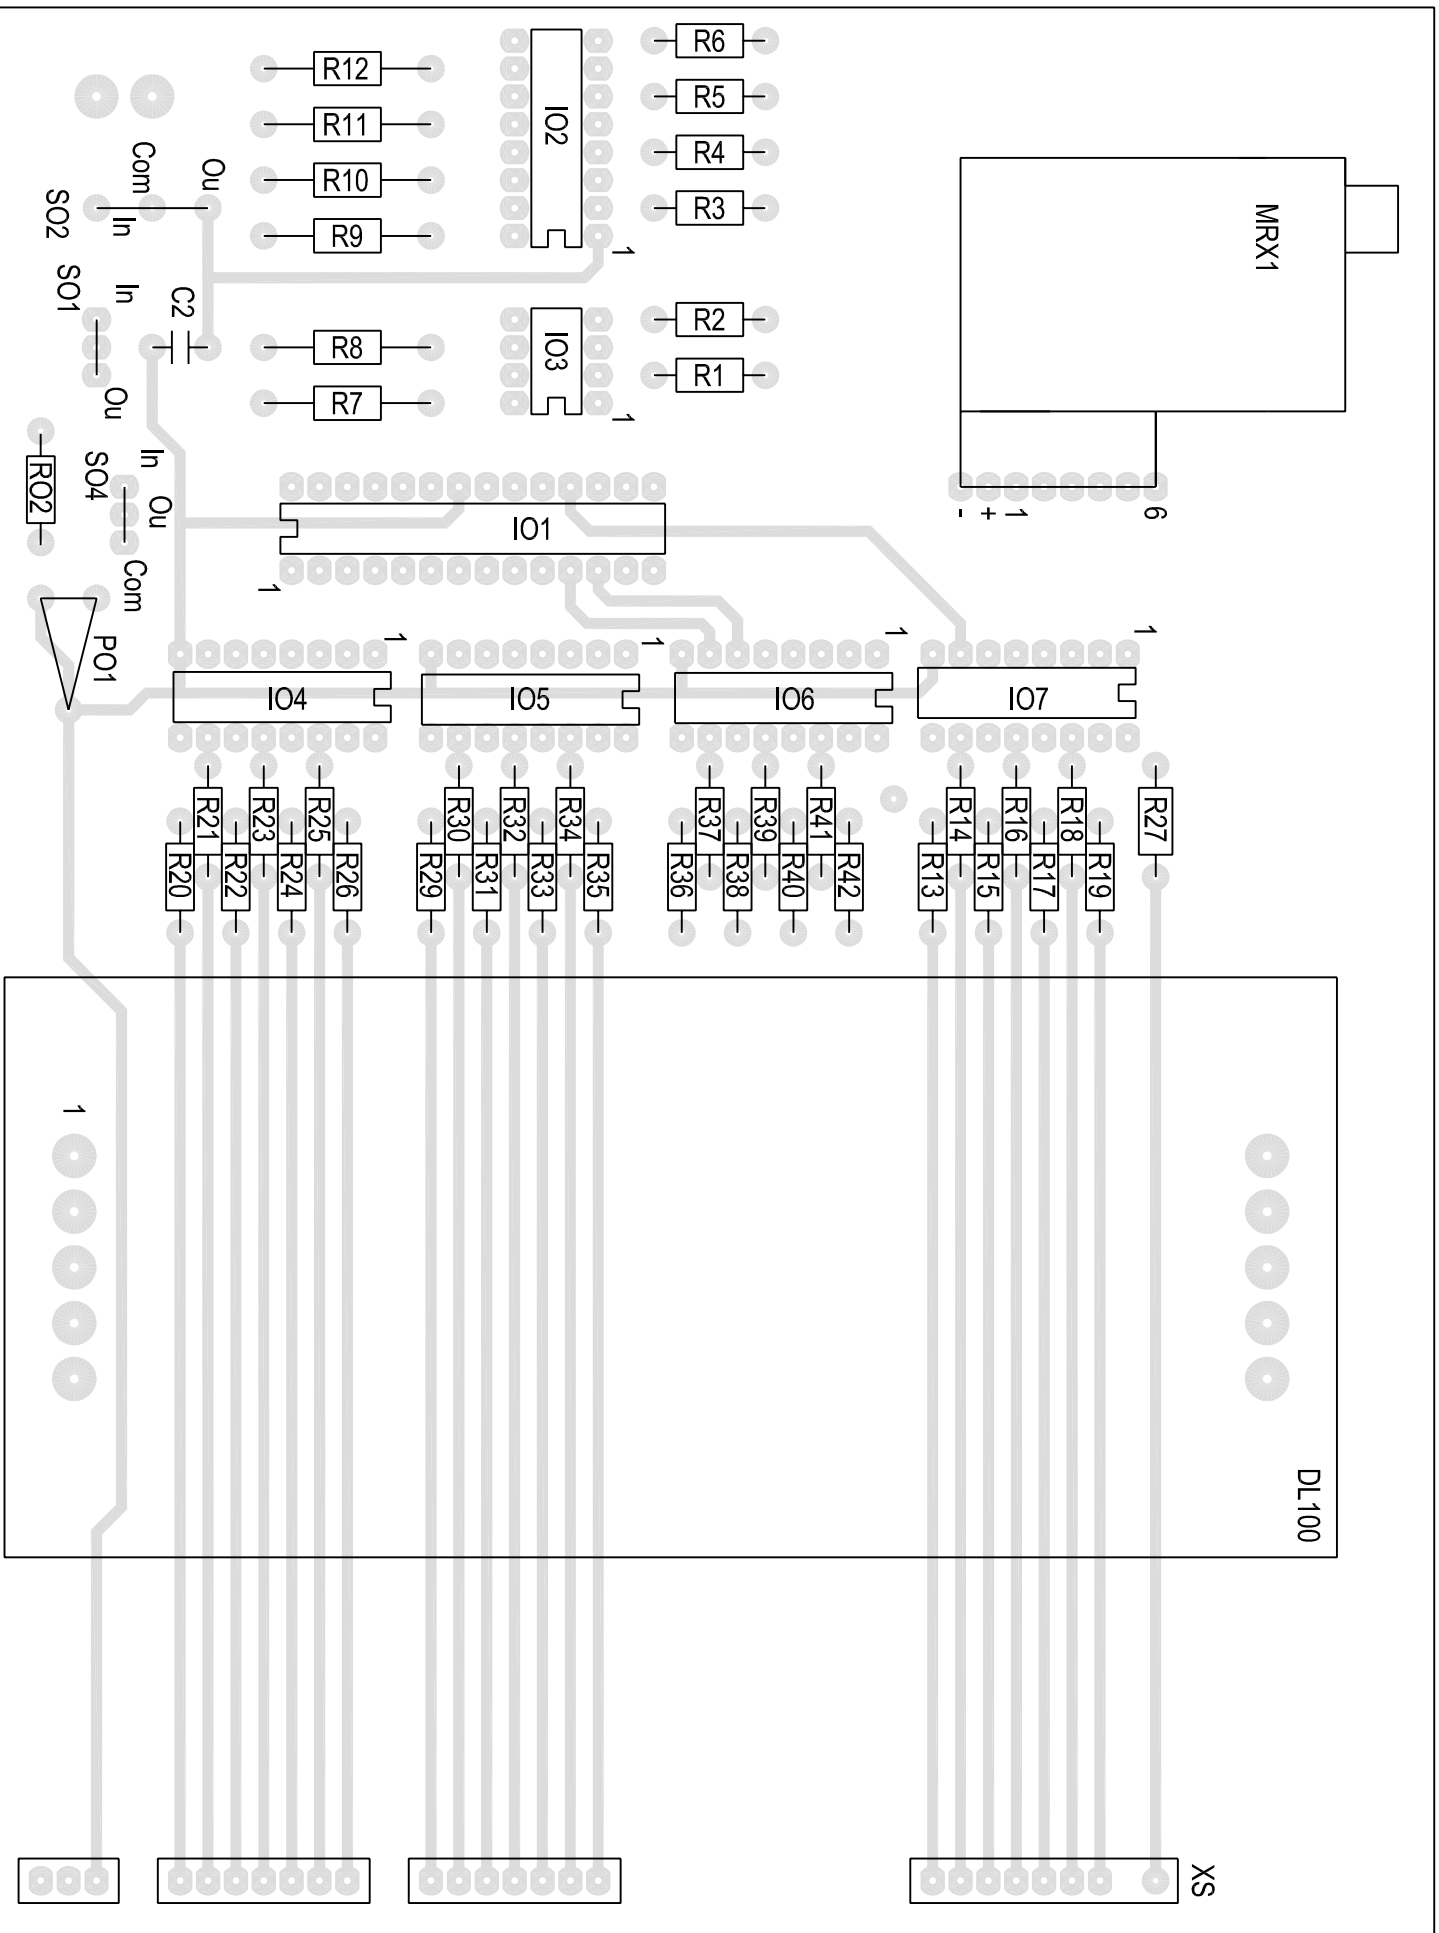 R6
R12
R5
IO2
R11
R4
Com
Ou
R10
R3
SO2
In
R9
MRX1
1
SO1
In
C2
R2
IO3
R8
R1
Ou
R7
1
In
SO4
RO2
Ou
- + 1 6
IO1
Com
1
PO1
1
1
1
1
IO4
IO5
IO6
IO7
R21
R23
R25
R30
R32
R34
R37
R39
R41
R14
R16
R18
R27
R20
R22
R24
R26
R29
R31
R33
R35
R36
R38
R40
R42
R13
R15
R17
R19
1
DL100
XS